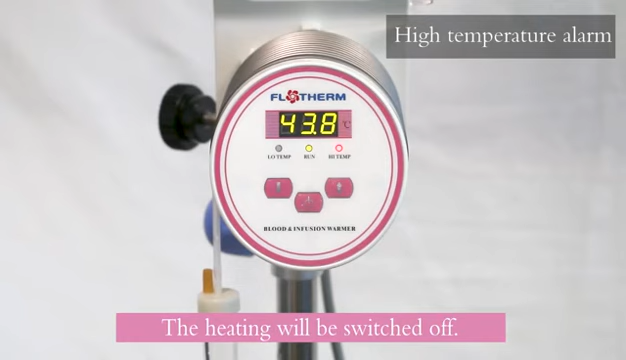 High temperature alarm
FLOTHERM
43.8 °C
LO TEMP RUN HI TEMP
BLOOD & INFUSION WARMER
The heating will be switched off.